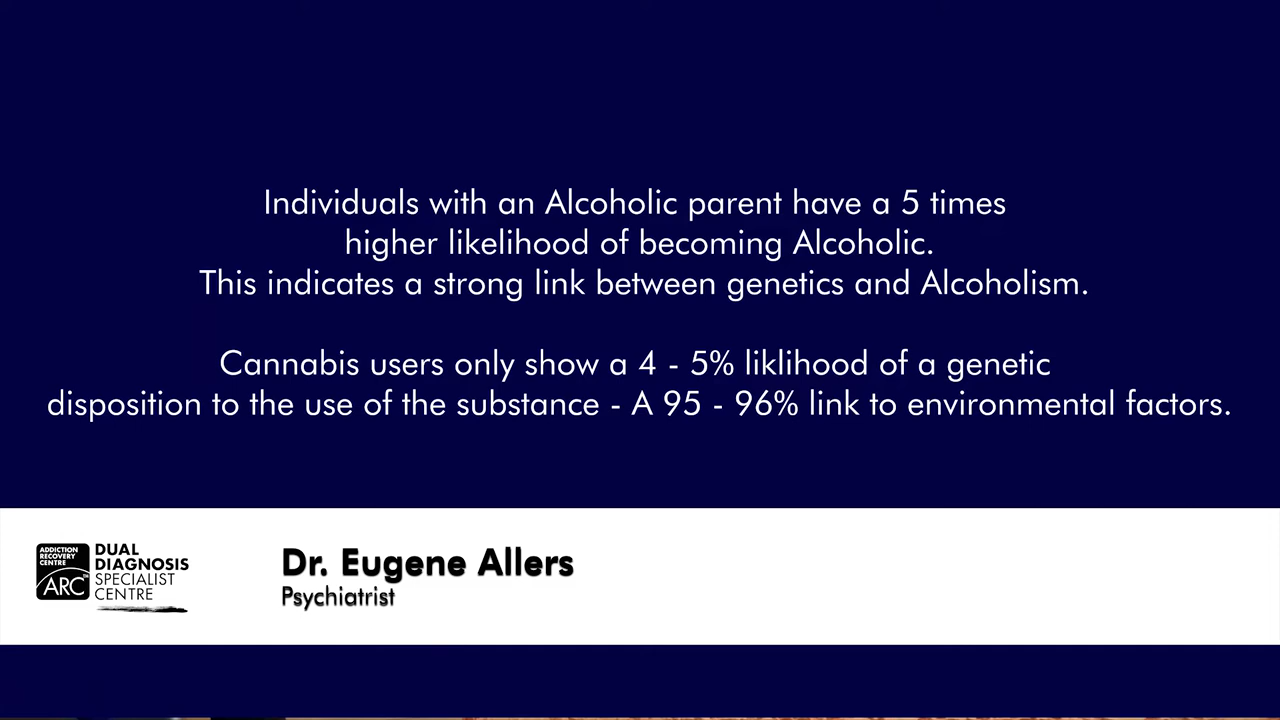 Individuals with an Alcoholic parent have a 5 times
higher likelihood of becoming Alcoholic.
This indicates a strong link between genetics and Alcoholism.
Cannabis users only show a 4 - 5% liklihood of a genetic
disposition to the use of the substance - A 95 - 96% link to environmental factors.
ADDICTION
RECOVERY
CENTRE
ARC™
DUAL
DIAGNOSIS
SPECIALIST
CENTRE
Dr. Eugene Allers
Psychiatrist